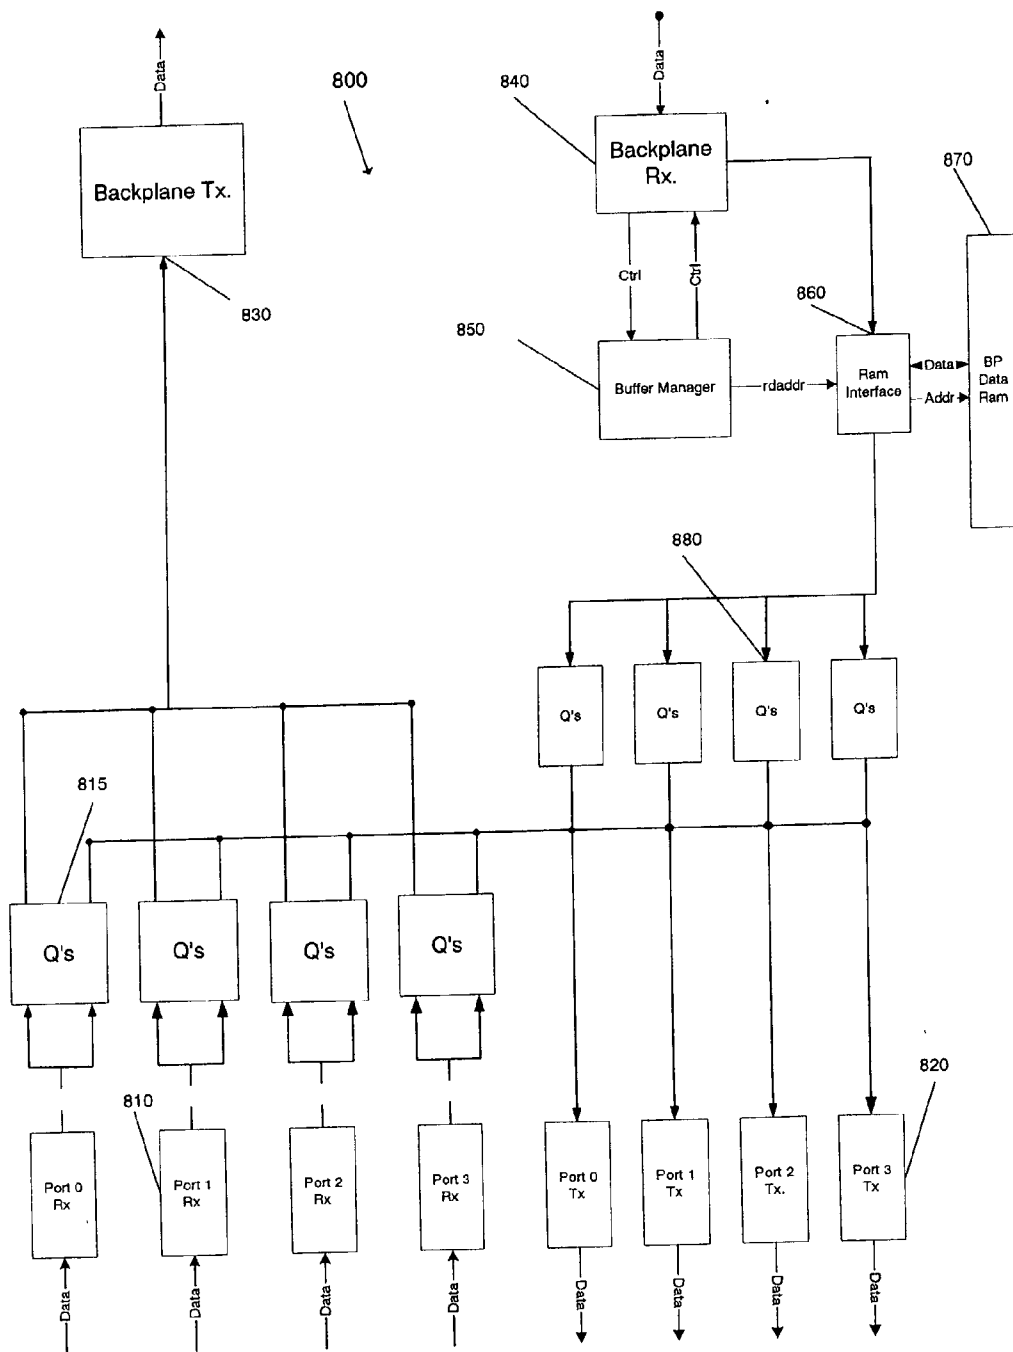 Data
800
Backplane Tx.
830
Data
840
Backplane
Rx.
870
Ctrl
Ctrl
860
850
Buffer Manager
rdaddr
Ram
Interface
Data
Addr
BP
Data
Ram
880
Q's
Q's
Q's
Q's
815
Q's
Q's
Q's
Q's
810
820
Port 0
Rx
Port 1
Rx
Port 2
Rx
Port 3
Rx
Port 0
Tx
Port 1
Tx
Port 2
Tx.
Port 3
Tx
Data
Data
Data
Data
Data
Data
Data
Data